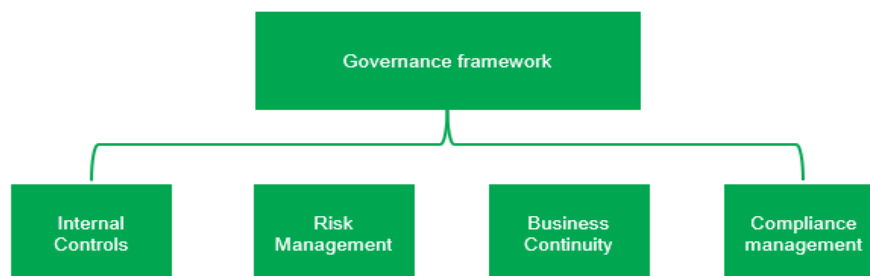 Governance framework
Internal
Controls
Risk
Management
Business
Continuity
Compliance
management